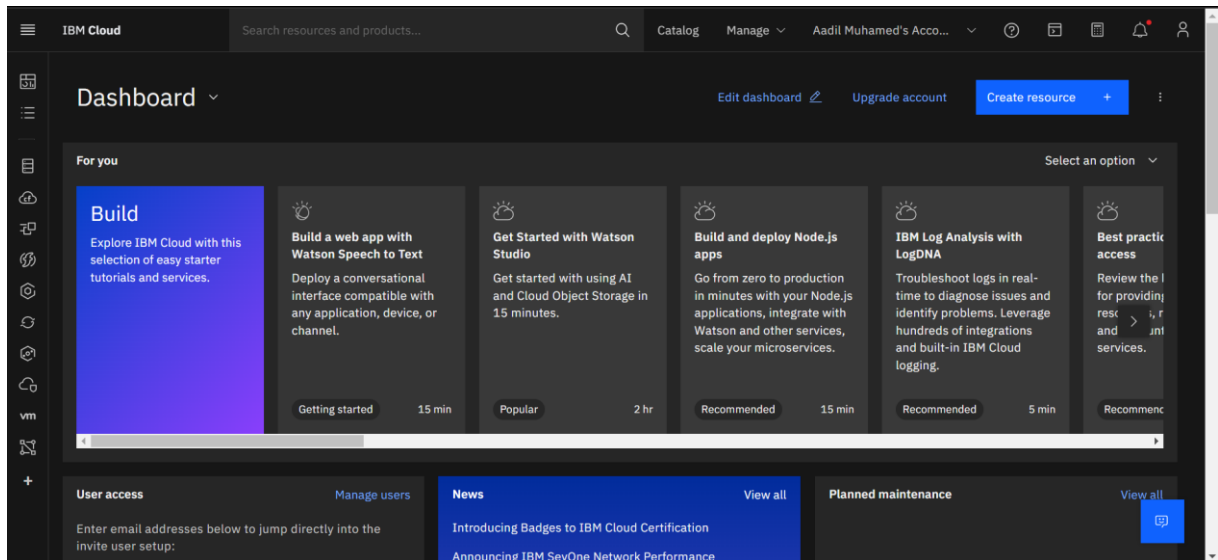 IBM Cloud
Search resources and products...
Catalog
Manage
Aadil Muhamed's Acco...
Dashboard
Edit dashboard
Upgrade account
Create resource +
For you
Select an option
Build
Explore IBM Cloud with this
selection of easy starter
tutorials and services.
Build a web app with
Watson Speech to Text
Deploy a conversational
interface compatible with
any application, device, or
channel.
Getting started
15 min
Get Started with Watson
Studio
Get started with using AI
and Cloud Object Storage in
15 minutes.
Popular
2 hr
Build and deploy Node.js
apps
Go from zero to production
in minutes with your Node.js
applications, integrate with
Watson and other services,
scale your microservices.
Recommended
15 min
IBM Log Analysis with
LogDNA
Troubleshoot logs in real-
time to diagnose issues and
identify problems. Leverage
hundreds of integrations
and built-in IBM Cloud
logging.
Recommended
5 min
Best practic
access
Review the
for providing
and
services.
Recommenc
vm
User access
Manage users
Enter email addresses below to jump directly into the
invite user setup:
News
View all
Introducing Badges to IBM Cloud Certification
Announcing IBM SevOne Network Performance
Planned maintenance
View all